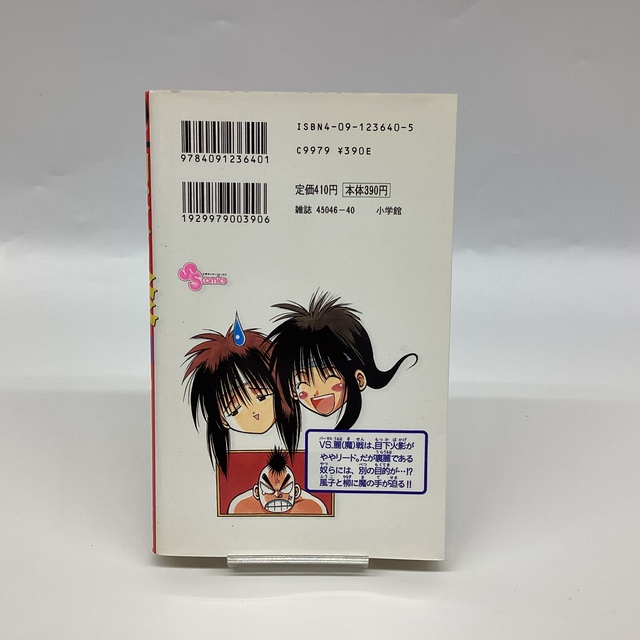 ISBN4-09-123640-5
9784091236401
C9979 ¥390E
定価410円 本体390円
1929979003906
雑誌 45046-40 小学館
SScomics
VS.麗(魔)戦は、目下火影が
ややリード。だが裏麗である
奴らには、別の目的が…!?
風子と柳に魔の手が迫る!!